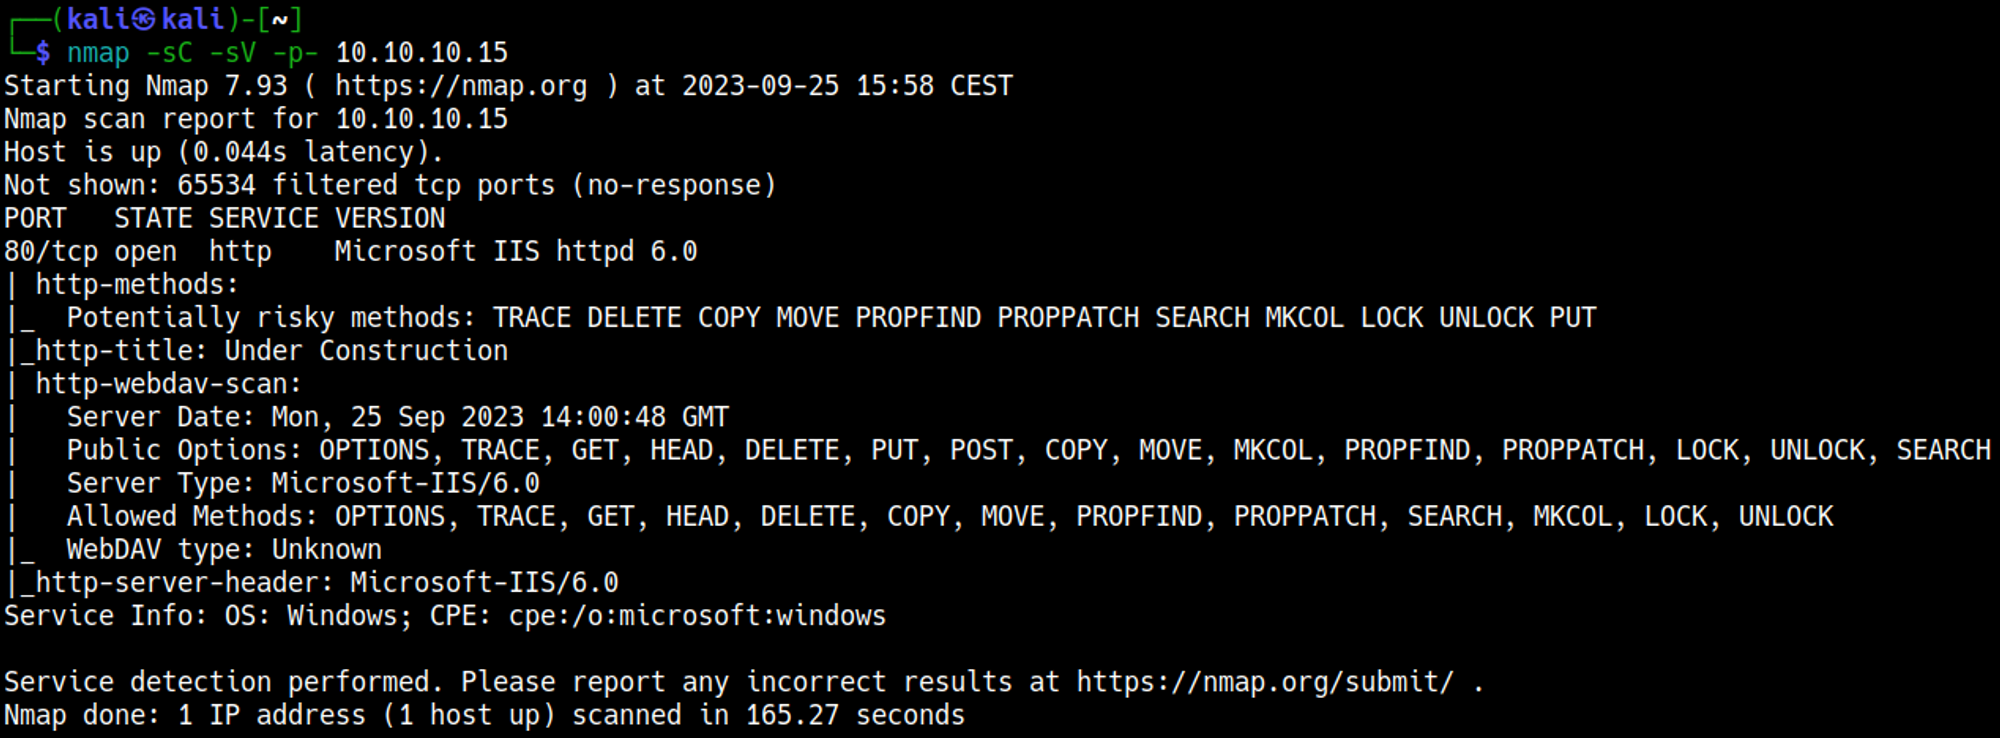 ┌──(kali㉿kali)-[~]
└─$ nmap -sC -sV -p- 10.10.10.15
Starting Nmap 7.93 ( https://nmap.org ) at 2023-09-25 15:58 CEST
Nmap scan report for 10.10.10.15
Host is up (0.044s latency).
Not shown: 65534 filtered tcp ports (no-response)
PORT   STATE SERVICE VERSION
80/tcp open  http    Microsoft IIS httpd 6.0
| http-methods:
|_  Potentially risky methods: TRACE DELETE COPY MOVE PROPFIND PROPPATCH SEARCH MKCOL LOCK UNLOCK PUT
|_http-title: Under Construction
| http-webdav-scan:
|   Server Date: Mon, 25 Sep 2023 14:00:48 GMT
|   Public Options: OPTIONS, TRACE, GET, HEAD, DELETE, PUT, POST, COPY, MOVE, MKCOL, PROPFIND, PROPPATCH, LOCK, UNLOCK, SEARCH
|   Server Type: Microsoft-IIS/6.0
|   Allowed Methods: OPTIONS, TRACE, GET, HEAD, DELETE, COPY, MOVE, PROPFIND, PROPPATCH, SEARCH, MKCOL, LOCK, UNLOCK
|_  WebDAV type: Unknown
|_http-server-header: Microsoft-IIS/6.0
Service Info: OS: Windows; CPE: cpe:/o:microsoft:windows

Service detection performed. Please report any incorrect results at https://nmap.org/submit/ .
Nmap done: 1 IP address (1 host up) scanned in 165.27 seconds